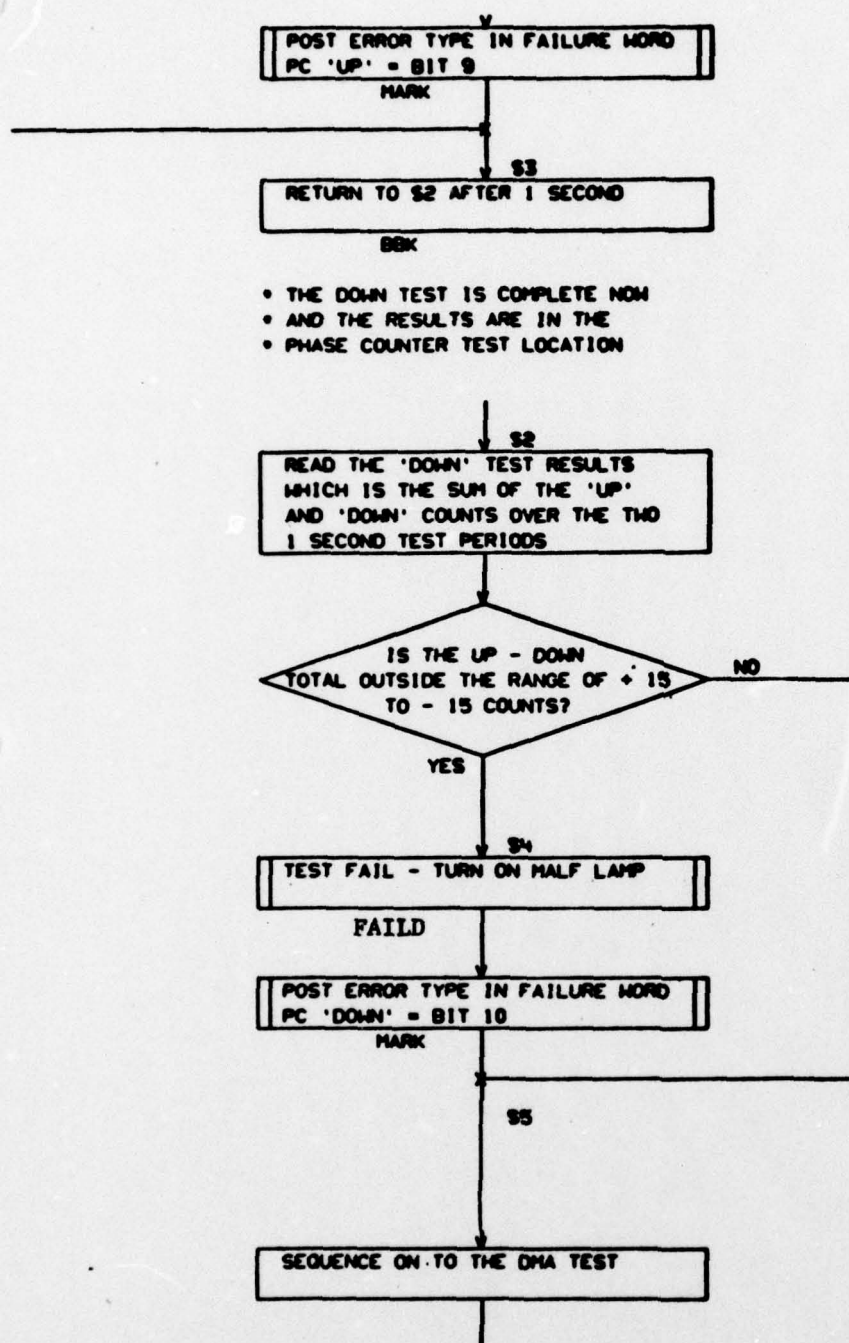 POST ERROR TYPE IN FAILURE WORD
PC 'UP' = BIT 9
MARK
S3
RETURN TO S2 AFTER 1 SECOND
BBK
• THE DOWN TEST IS COMPLETE NOW
• AND THE RESULTS ARE IN THE
• PHASE COUNTER TEST LOCATION
S2
READ THE 'DOWN' TEST RESULTS
WHICH IS THE SUM OF THE 'UP'
AND 'DOWN' COUNTS OVER THE TWO
1 SECOND TEST PERIODS
IS THE UP - DOWN
TOTAL OUTSIDE THE RANGE OF + 15
TO - 15 COUNTS?
NO
YES
S4
TEST FAIL - TURN ON MALF LAMP
FAILD
POST ERROR TYPE IN FAILURE WORD
PC 'DOWN' = BIT 10
MARK
S5
SEQUENCE ON TO THE DMA TEST